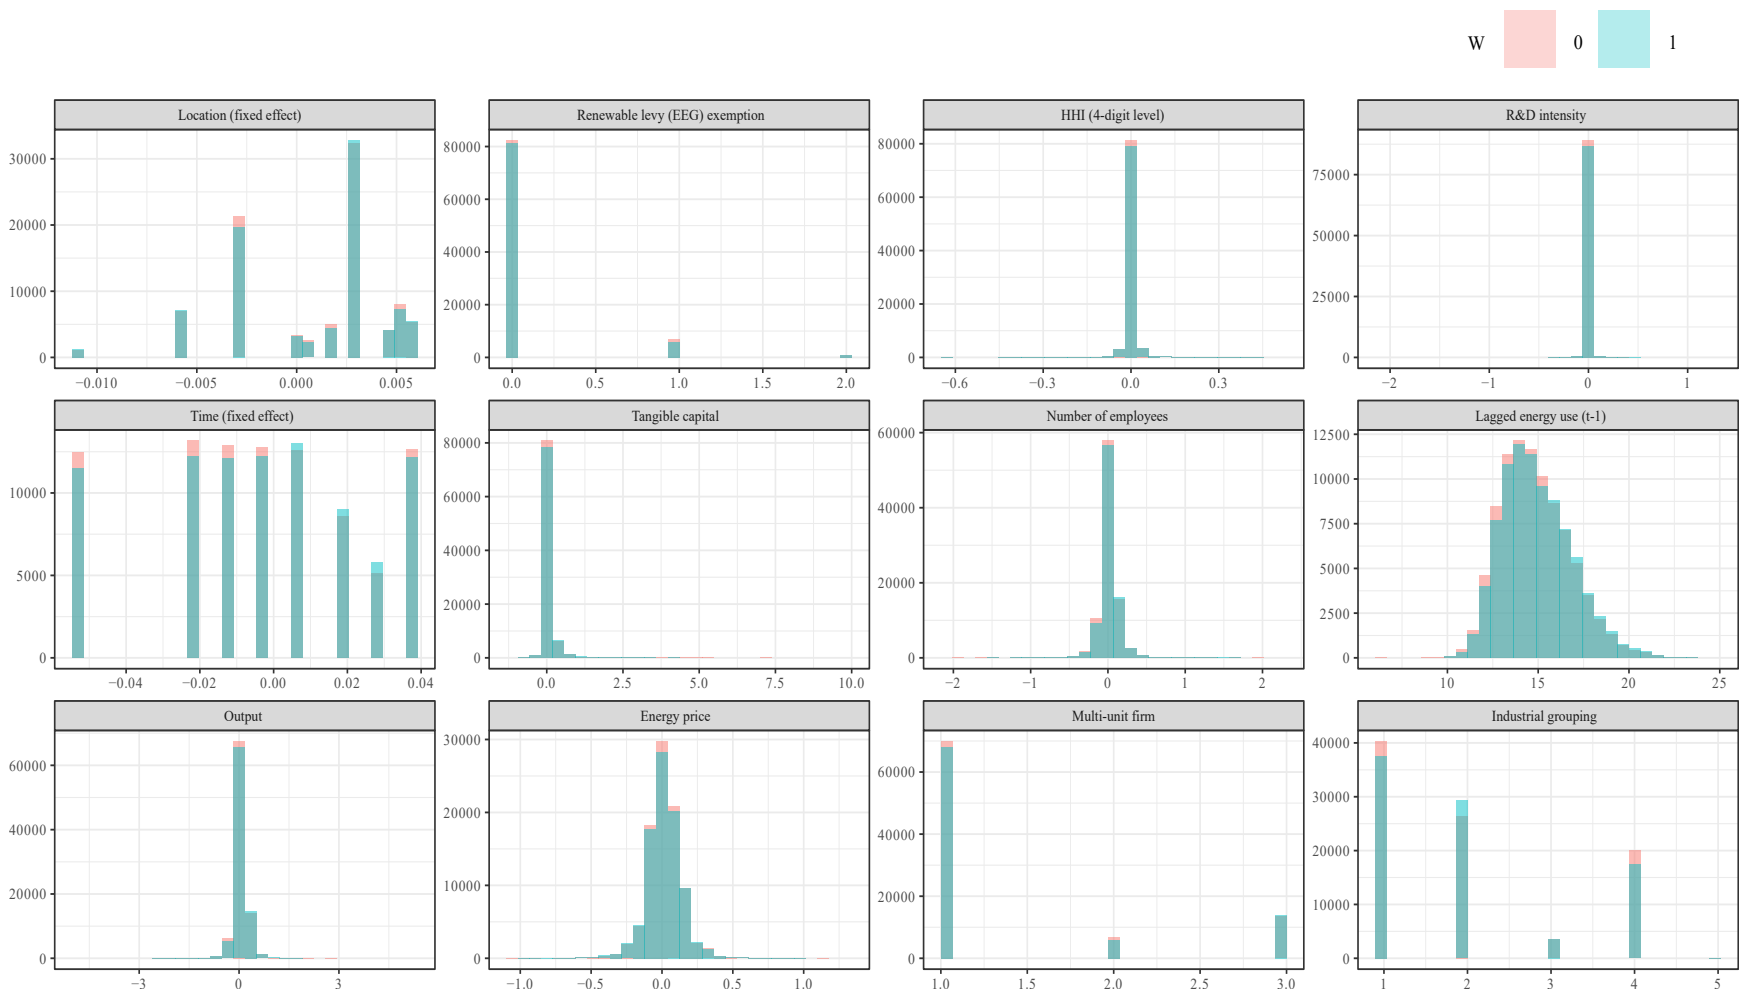 W 0 1
Location (fixed effect) Renewable levy (EEG) exemption HHI (4-digit level) R&D intensity
30000 20000 10000 0
−0.010 −0.005 0.000 0.005
80000 60000 40000 20000 0
0.0 0.5 1.0 1.5 2.0
80000 60000 40000 20000 0
−0.6 −0.3 0.0 0.3
75000 50000 25000 0
−2 −1 0 1
Time (fixed effect) Tangible capital Number of employees Lagged energy use (t-1)
10000 5000 0
−0.04 −0.02 0.00 0.02 0.04
80000 60000 40000 20000 0
0.0 2.5 5.0 7.5 10.0
60000 40000 20000 0
−2 −1 0 1 2
12500 10000 7500 5000 2500 0
10 15 20 25
Output Energy price Multi-unit firm Industrial grouping
60000 40000 20000 0
−3 0 3
30000 20000 10000 0
−1.0 −0.5 0.0 0.5 1.0
60000 40000 20000 0
1.0 1.5 2.0 2.5 3.0
40000 30000 20000 10000 0
1 2 3 4 5